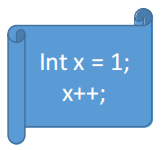 Int x = 1;
x++;